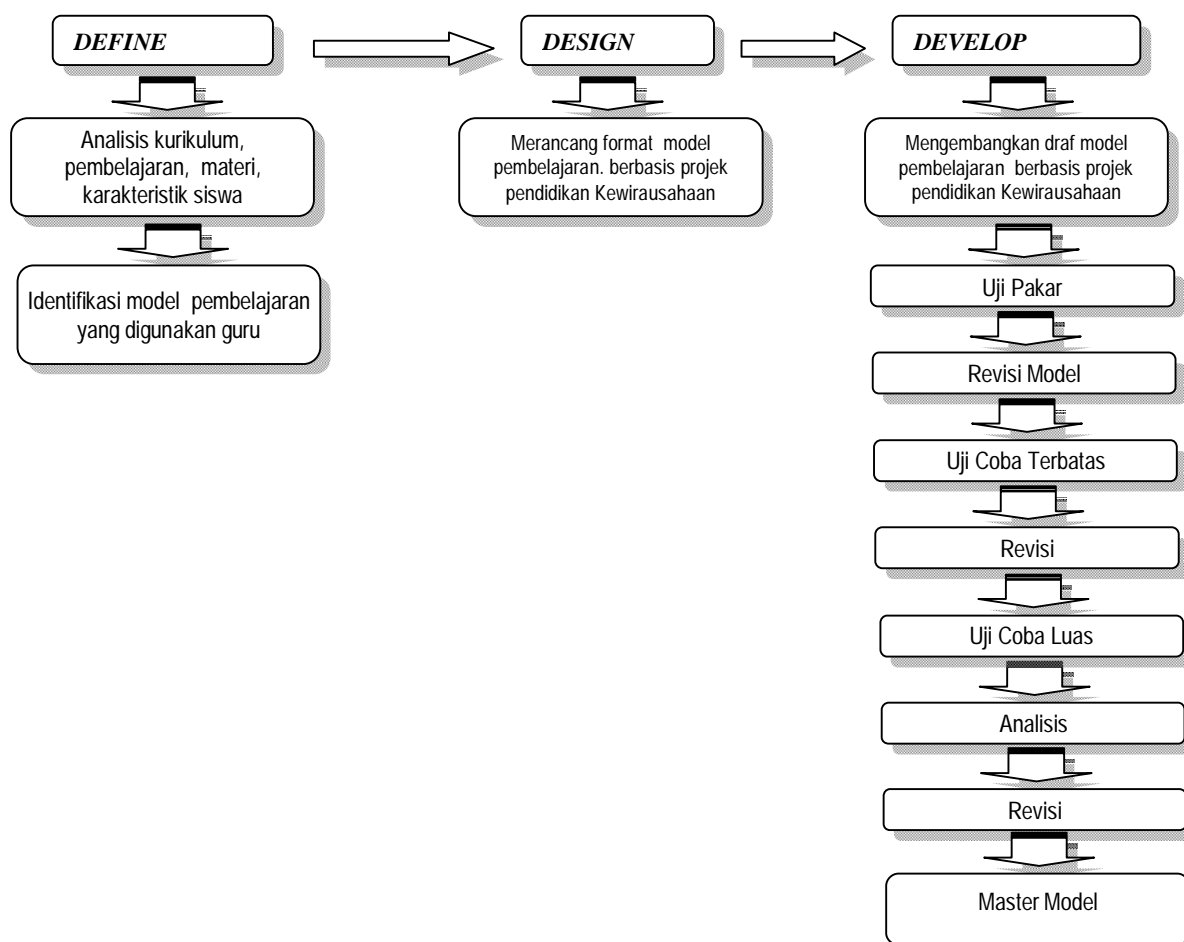 DEFINE
DESIGN
DEVELOP
Analisis kurikulum,
pembelajaran, materi,
karakteristik siswa
Identifikasi model pembelajaran
yang digunakan guru
Merancang format model
pembelajaran. berbasis projek
pendidikan Kewirausahaan
Mengembangkan draf model
pembelajaran berbasis projek
pendidikan Kewirausahaan
Uji Pakar
Revisi Model
Uji Coba Terbatas
Revisi
Uji Coba Luas
Analisis
Revisi
Master Model